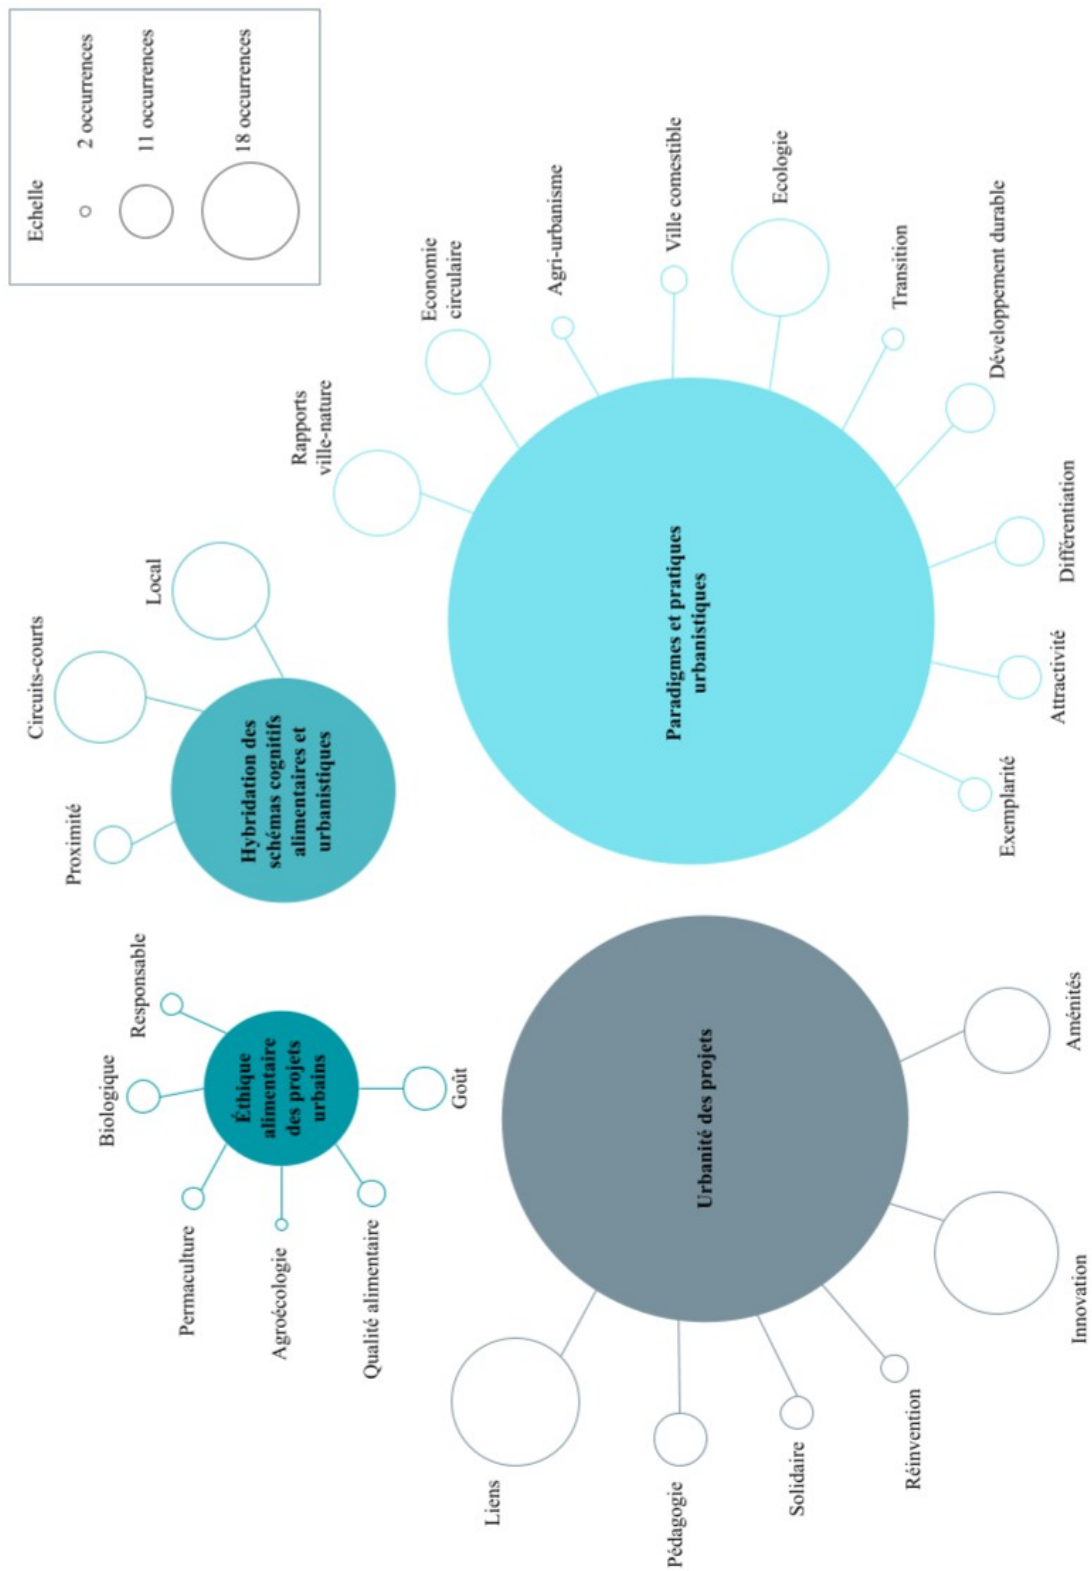 Echelle
2 occurrences
11 occurrences
18 occurrences
Biologique
Responsable
Permaculture
Agroécologie
Qualité alimentaire
Goût
Éthique
alimentaire
des projets
urbains
Proximité
Circuits-courts
Local
Hybridation des
schémas cognitifs
alimentaires et
urbanistiques
Liens
Pédagogie
Solidaire
Réinvention
Innovation
Aménités
Urbanité des projets
Rapports
ville-nature
Economie
circulaire
Agri-urbanisme
Ville comestible
Ecologie
Transition
Développement durable
Différentiation
Attractivité
Exemplarité
Paradigmes et pratiques
urbanistiques